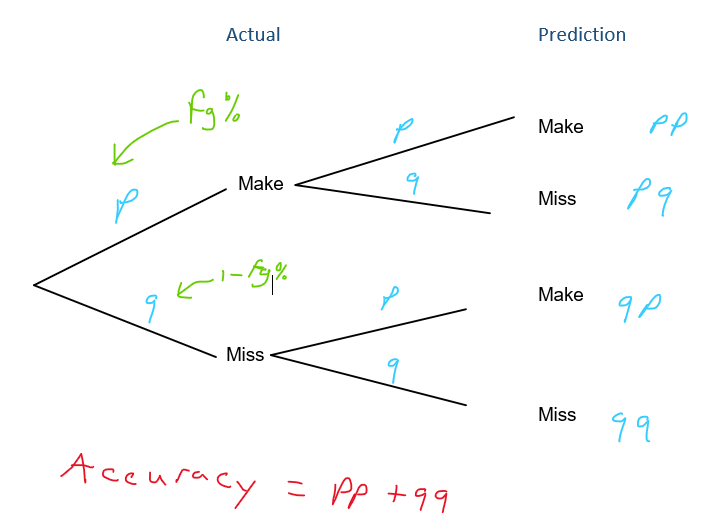 Actual Prediction
Fg%
p Make p Make pp
q Miss pq
q 1-Fg%
Miss p Make qp
q Miss qq
Accuracy = pp + qq